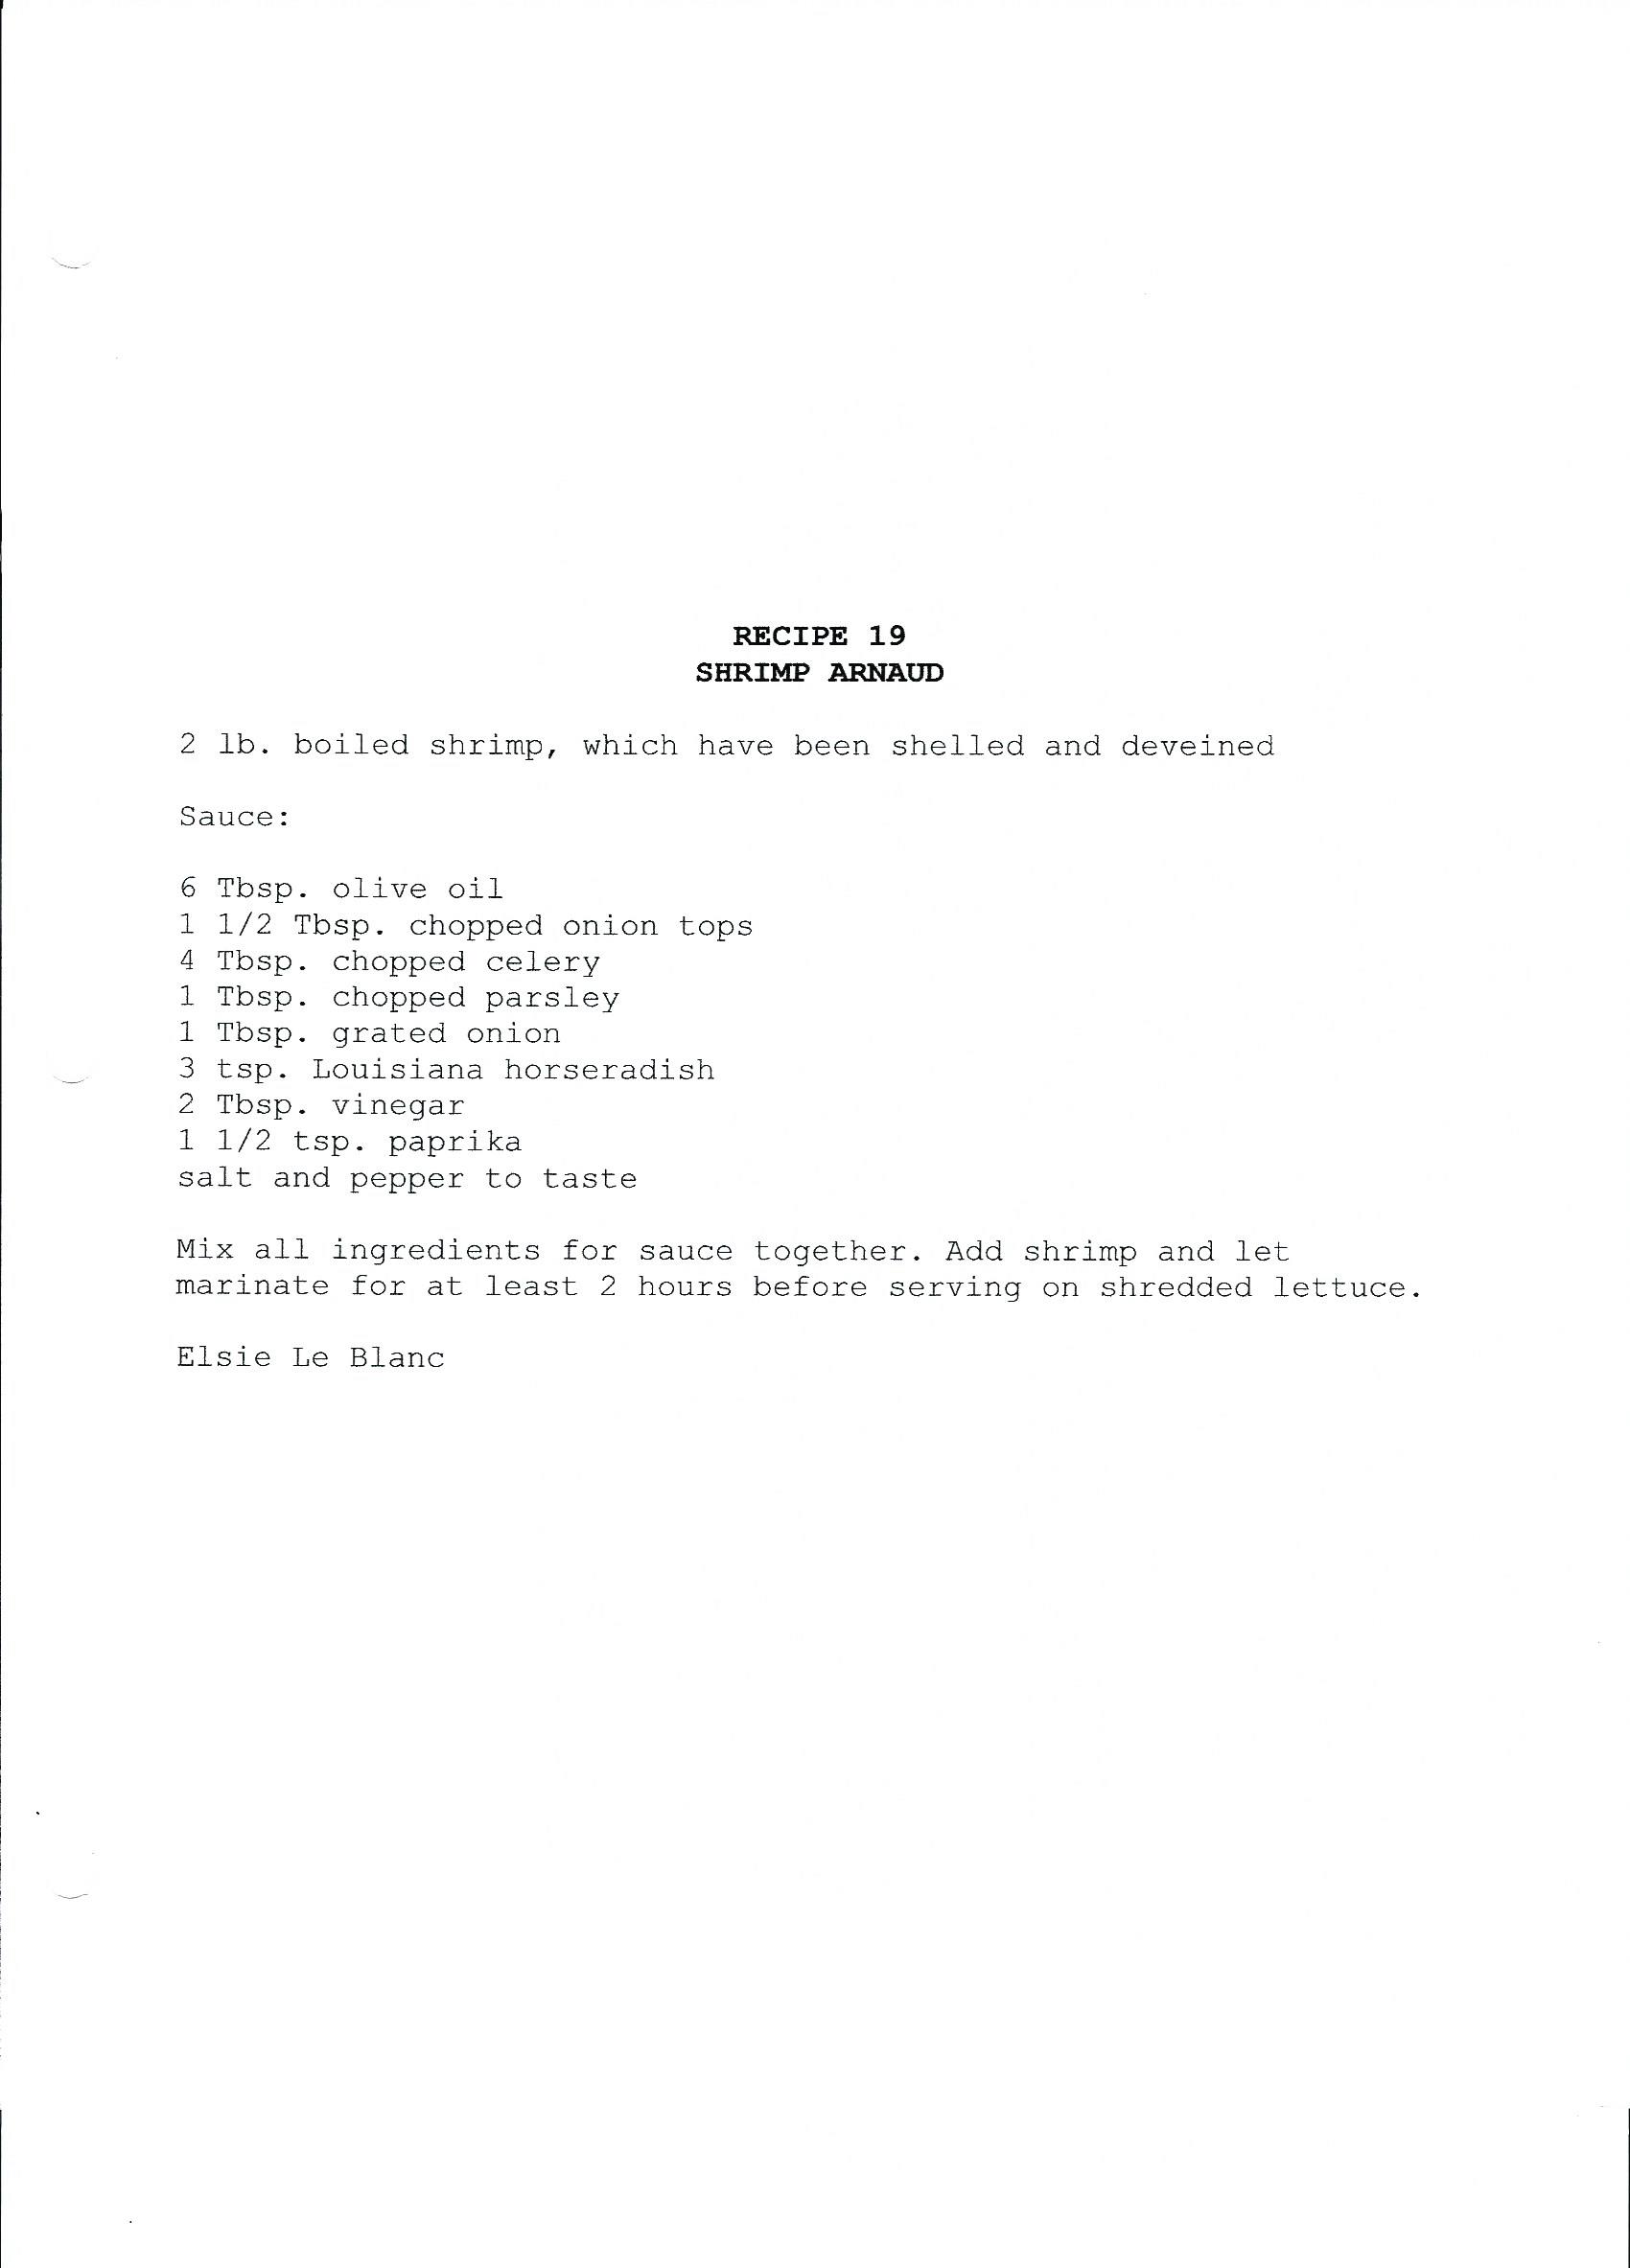 RECIPE 19
SHRIMP ARNAUD
2 lb. boiled shrimp, which have been shelled and deveined
Sauce:
6 Tbsp. olive oil
1 1/2 Tbsp. chopped onion tops
4 Tbsp. chopped celery
1 Tbsp. chopped parsley
1 Tbsp. grated onion
3 tsp. Louisiana horseradish
2 Tbsp. vinegar
1 1/2 tsp. paprika
salt and pepper to taste
Mix all ingredients for sauce together. Add shrimp and let
marinate for at least 2 hours before serving on shredded lettuce.
Elsie Le Blanc